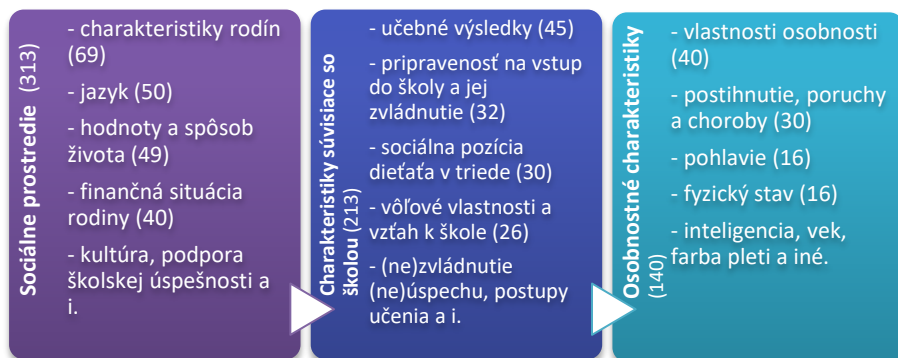 Sociálne prostredie (313)
- charakteristiky rodín
(69)
- jazyk (50)
- hodnoty a spôsob
života (49)
- finančná situácia
rodiny (40)
- kultúra, podpora
školskej úspešnosti a
i.
Charakteristiky súvisiace so
školou (213)
- učebné výsledky (45)
- pripravenosť na vstup
do školy a jej
zvládnutie (32)
- sociálna pozícia
dieťaťa v triede (30)
- vôľové vlastnosti a
vzťah k škole (26)
- (ne)zvládnutie
(ne)úspechu, postupy
učenia a i.
Osobnostné charakteristiky
(140)
- vlastnosti osobnosti
(40)
- postihnutie, poruchy
a choroby (30)
- pohlavie (16)
- fyzický stav (16)
- inteligencia, vek,
farba pleti a iné.